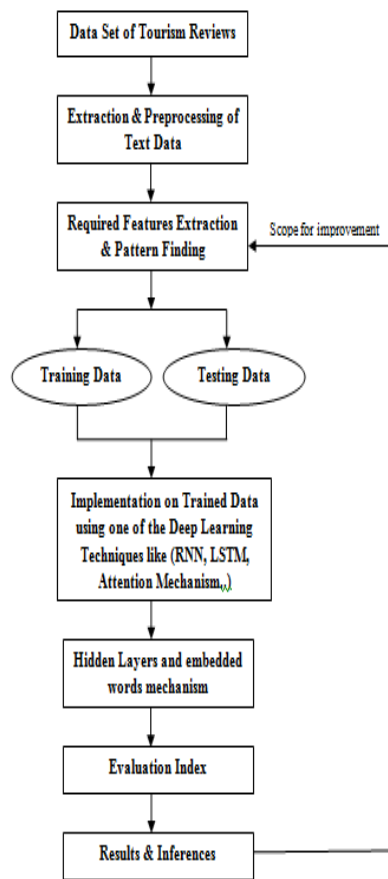 Data Set of Tourism Reviews
Extraction & Preprocessing of
Text Data
Required Features Extraction
& Pattern Finding
Scope for improvement
Training Data
Testing Data
Implementation on Trained Data
using one of the Deep Learning
Techniques like (RNN, LSTM,
Attention Mechanism,,)
Hidden Layers and embedded
words mechanism
Evaluation Index
Results & Inferences